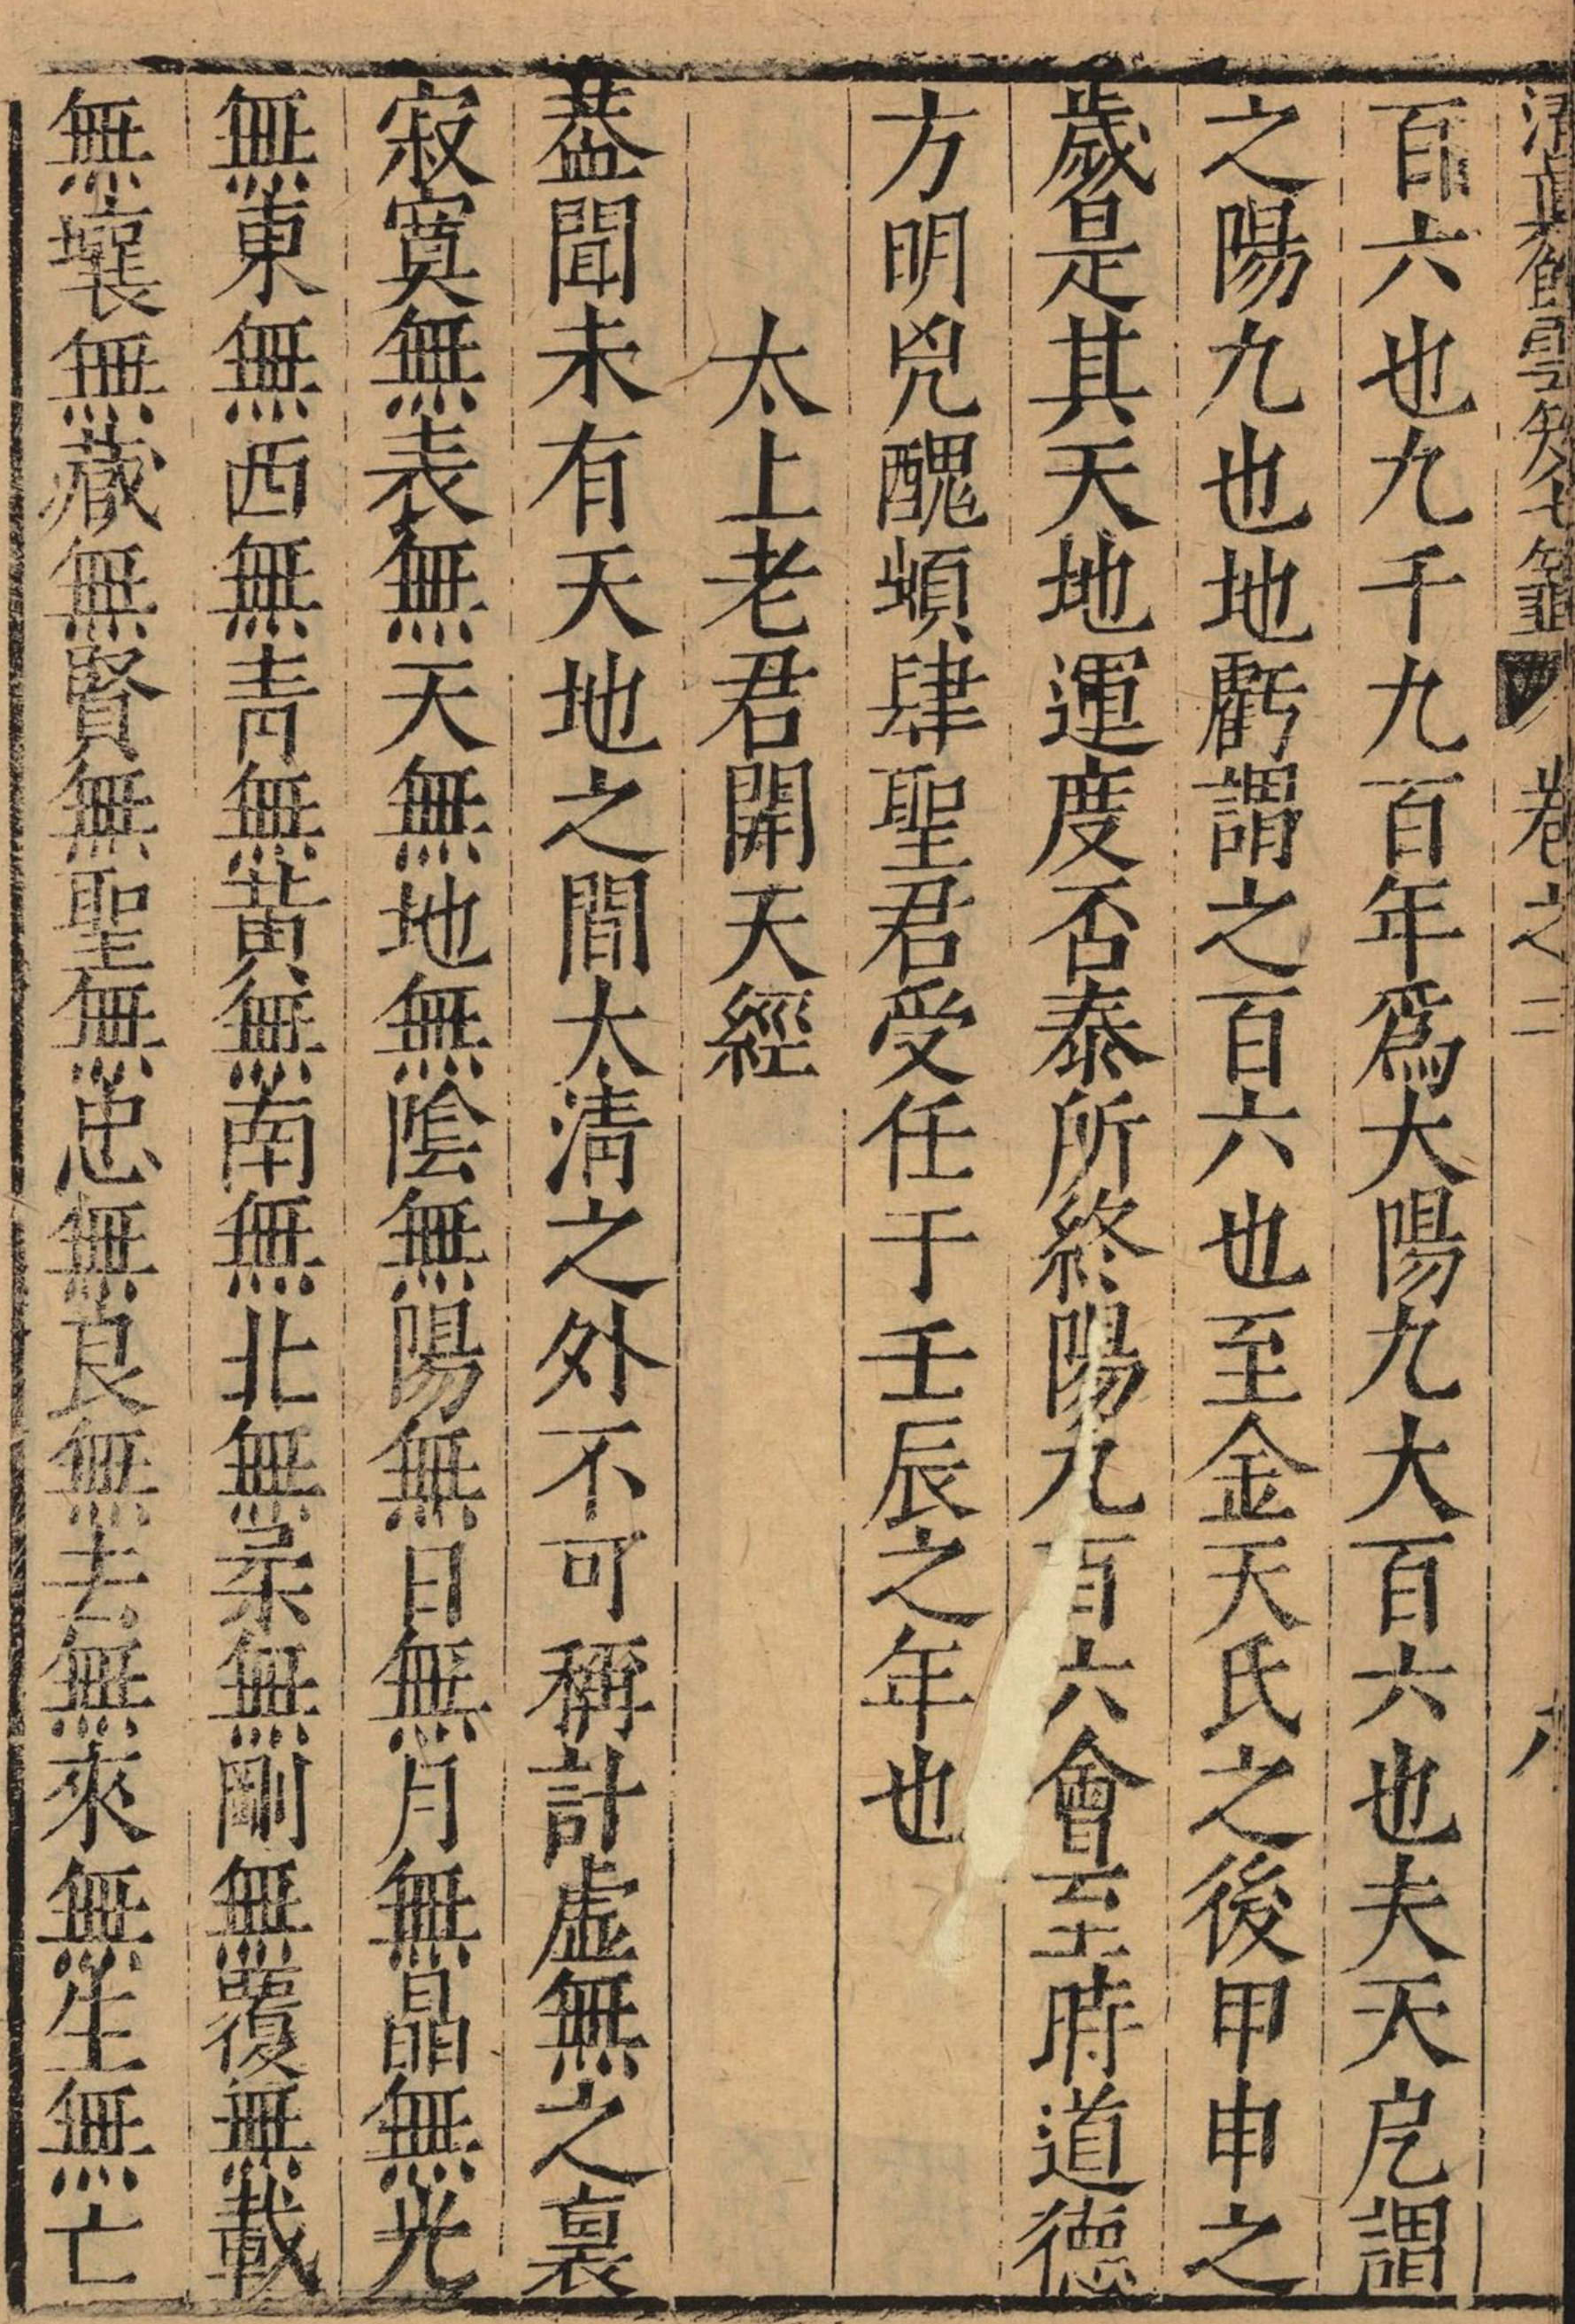 清真館雲笈七籤 卷之二 八
百六也九千九百年爲大陽九大百六也夫天戹謂
之陽九也地虧謂之百六也至金天氏之後甲申之
歲是其天地運度否泰所終陽九百六會至時道德
方明兇醜頓肆聖君受任于壬辰之年也
太上老君開天經
葢聞未有天地之間太清之外不可稱計虛無之裏
寂寞無表無天無地無陰無陽無日無月無晶無光
無東無西無青無黃無南無北無柔無剛無覆無載
無壤無藏無賢無聖無忠無良無去無來無生無亡